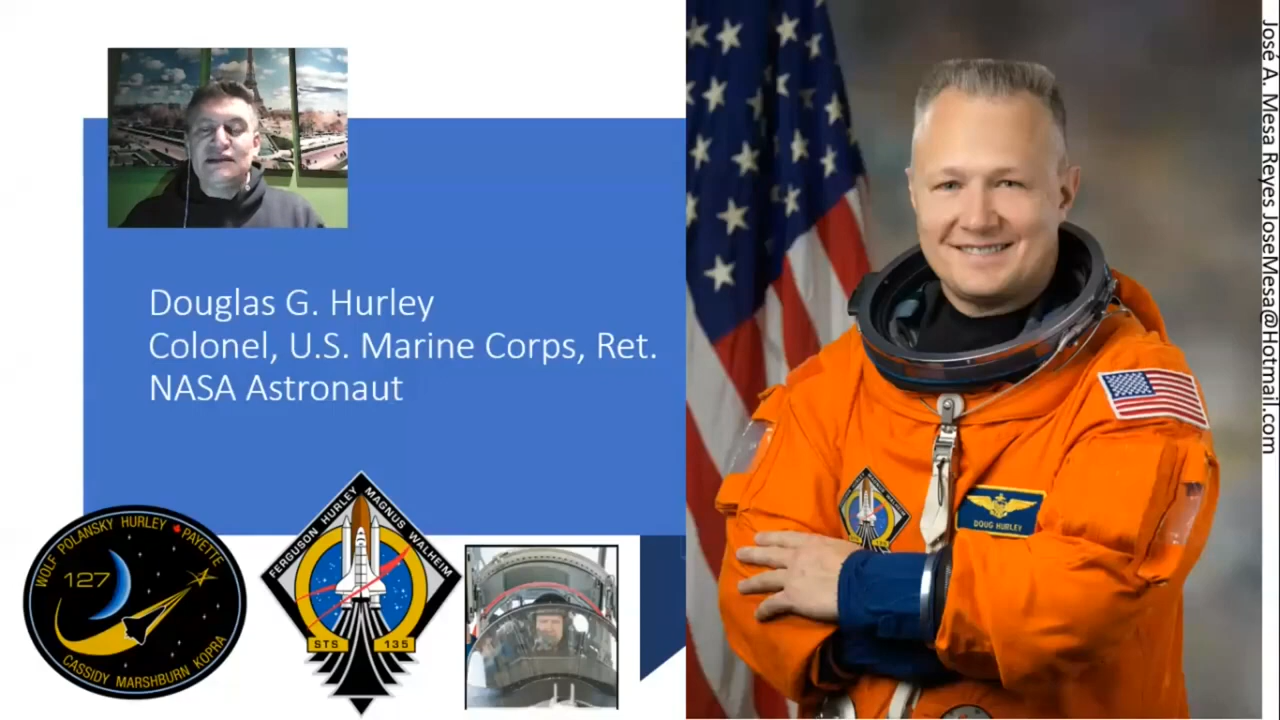 Douglas G. Hurley
Colonel, U.S. Marine Corps, Ret.
NASA Astronaut
WOLF POLANSKY HURLEY PAYETTE
127
CASSIDY MARSHBURN KOPRA
FERGUSON HURLEY MAGNUS WALHEIM
STS 135
DOUG HURLEY
José A. Mesa Reyes JoseMesa@Hotmail.com